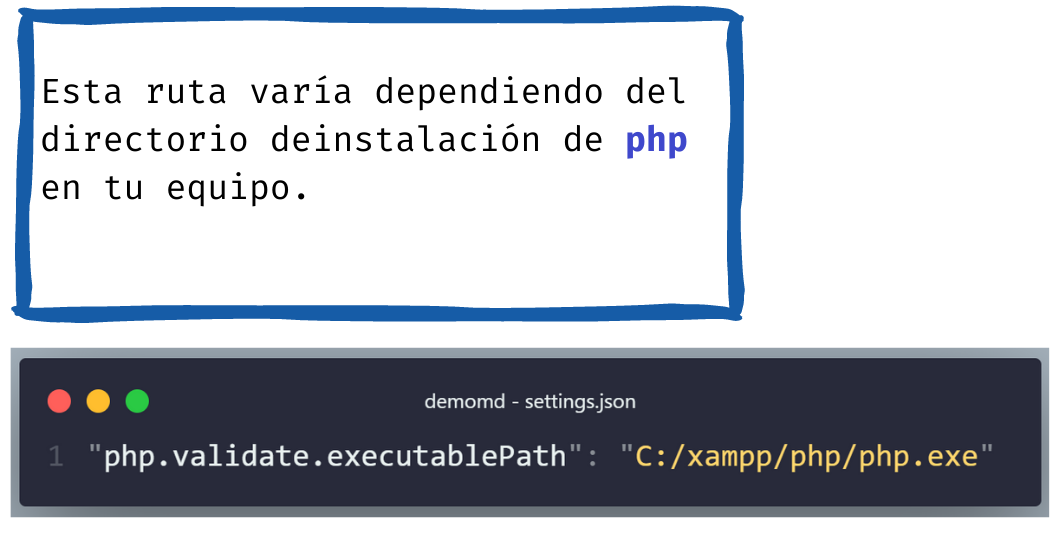 Esta ruta varía dependiendo del
directorio deinstalación de php
en tu equipo.
demomd - settings.json
1 "php.validate.executablePath": "C:/xampp/php/php.exe"